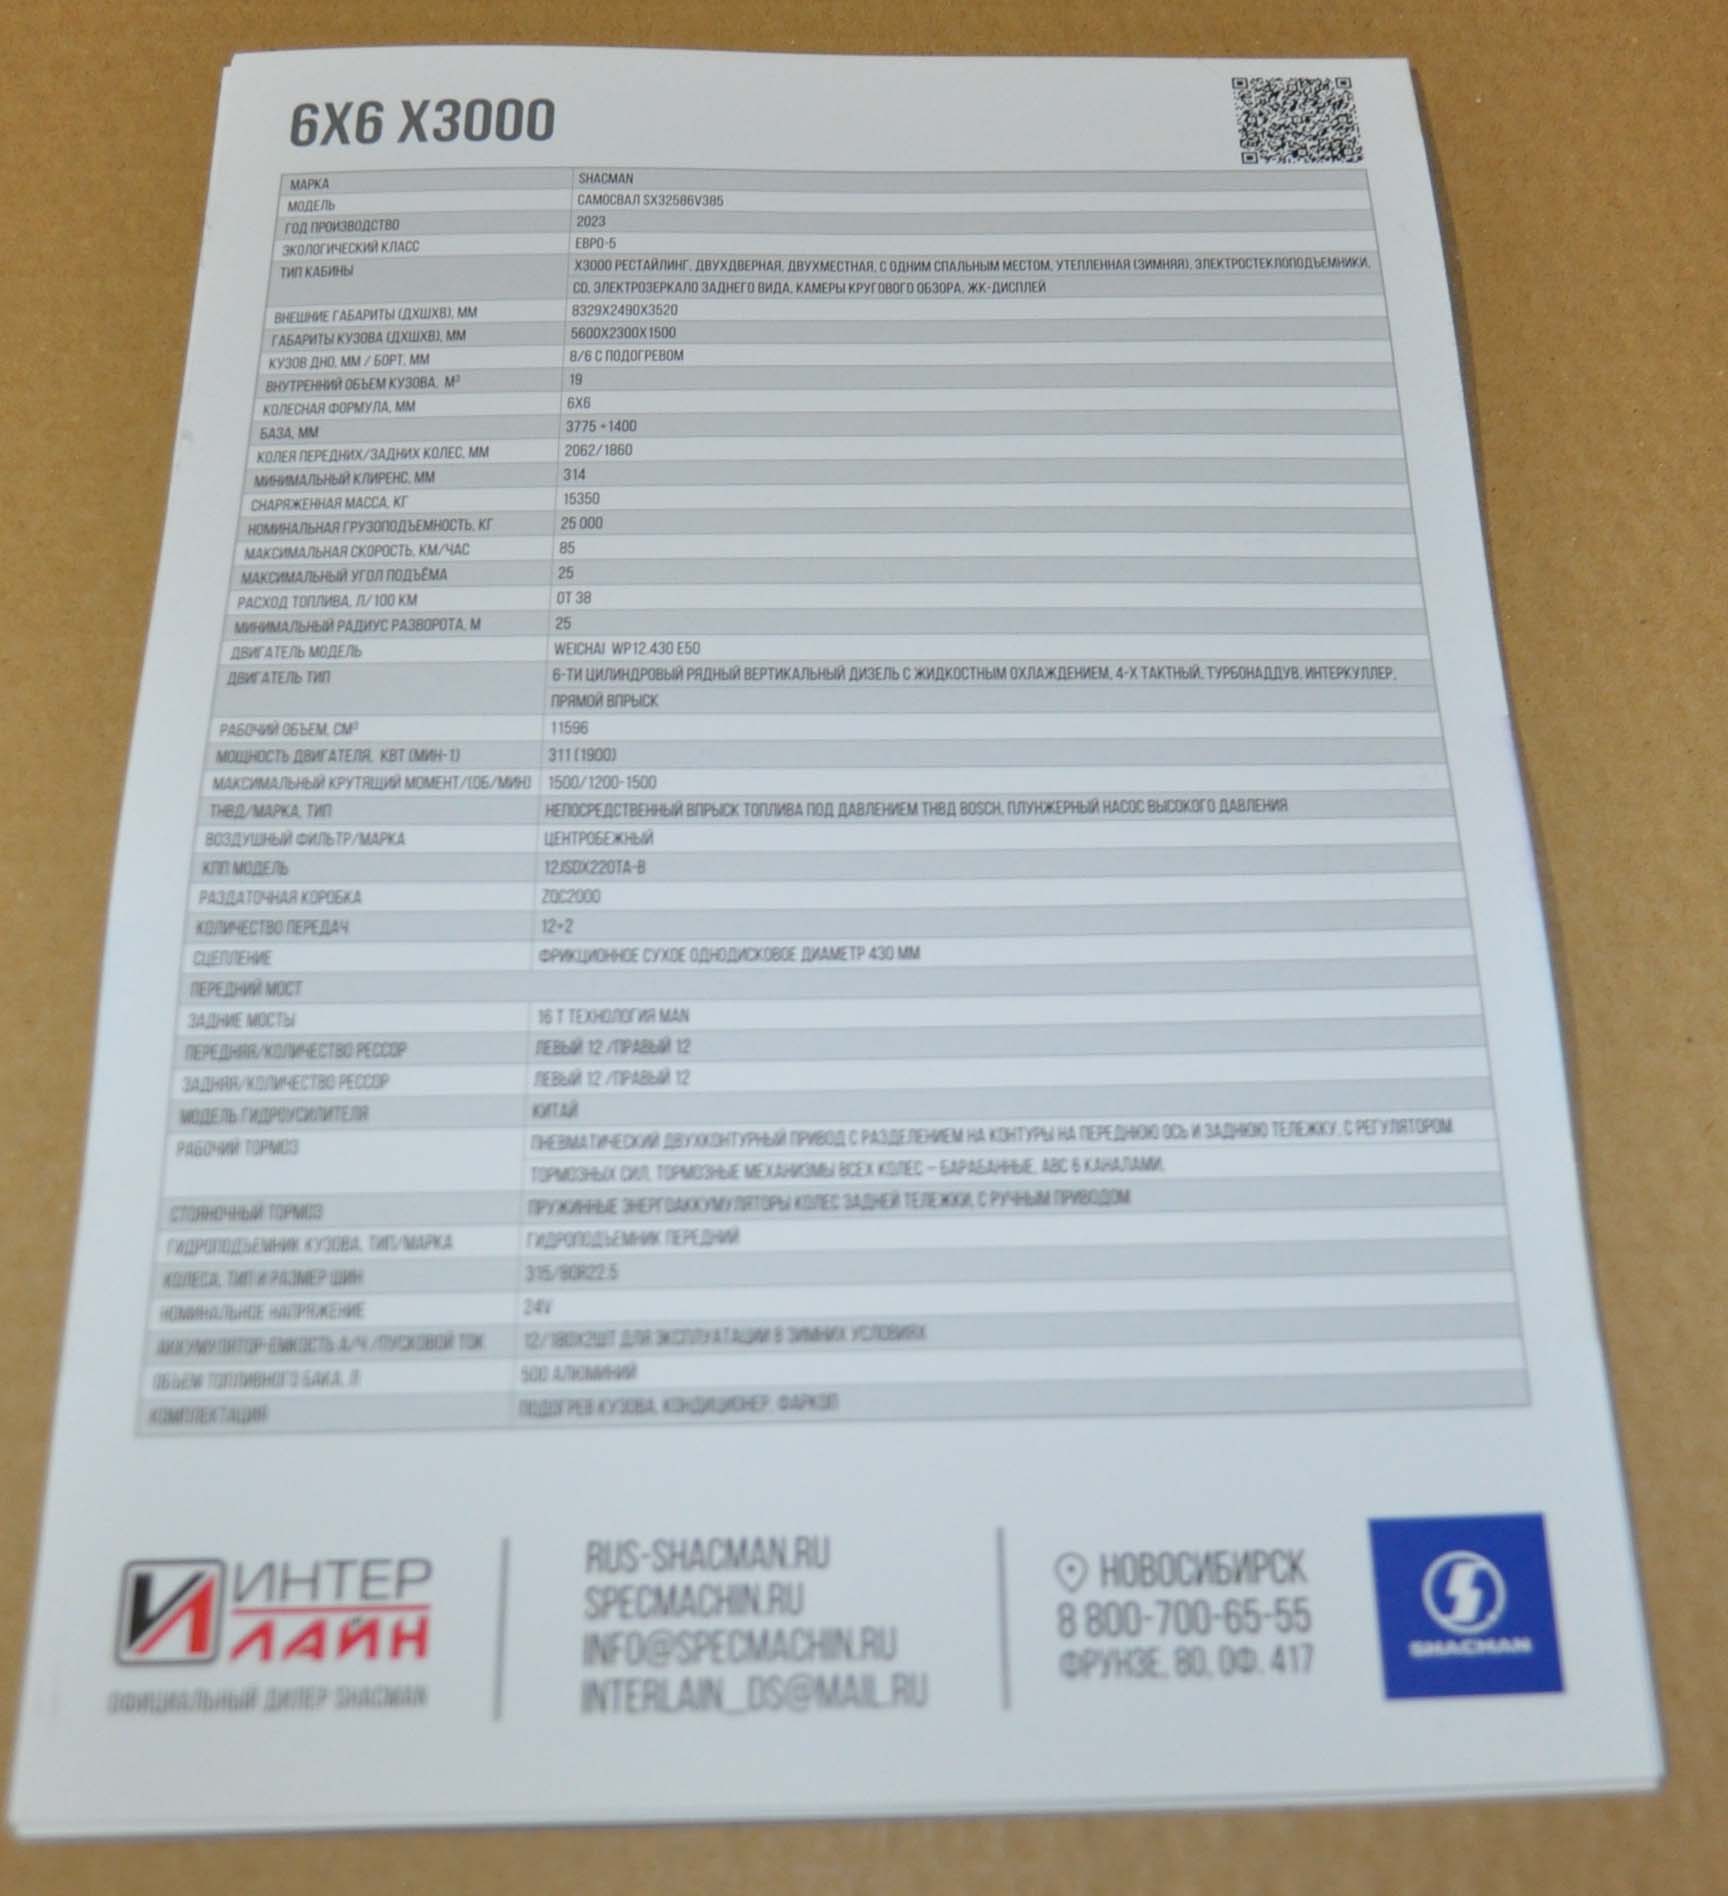 6X6 X3000
МАРКА SHACMAN
МОДЕЛЬ САМОСВАЛ SX32586V385
ГОД ПРОИЗВОДСТВО 2023
ЭКОЛОГИЧЕСКИЙ КЛАСС ЕВРО-5
ТИП КАБИНЫ X3000 РЕСТАЙЛИНГ, ДВУХДВЕРНАЯ, ДВУХМЕСТНАЯ, С ОДНИМ СПАЛЬНЫМ МЕСТОМ, УТЕПЛЕННАЯ (ЗИМНЯЯ), ЭЛЕКТРОСТЕКЛОПОДЪЕМНИКИ,
CD, ЭЛЕКТРОЗЕРКАЛО ЗАДНЕГО ВИДА, КАМЕРЫ КРУГОВОГО ОБЗОРА, ЖК-ДИСПЛЕЙ
ВНЕШНИЕ ГАБАРИТЫ (ДХШХВ), ММ 8329X2490X3520
ГАБАРИТЫ КУЗОВА (ДХШХВ), ММ 5600X2300X1500
КУЗОВ ДНО, ММ / БОРТ, ММ 8/6 С ПОДОГРЕВОМ
ВНУТРЕННИЙ ОБЪЕМ КУЗОВА, М³ 19
КОЛЕСНАЯ ФОРМУЛА, ММ 6X6
БАЗА, ММ 3775+1400
КОЛЕЯ ПЕРЕДНИХ/ЗАДНИХ КОЛЕС, ММ 2062/1860
МИНИМАЛЬНЫЙ КЛИРЕНС, ММ 314
СНАРЯЖЕННАЯ МАССА, КГ 15350
НОМИНАЛЬНАЯ ГРУЗОПОДЪЕМНОСТЬ, КГ 25 000
МАКСИМАЛЬНАЯ СКОРОСТЬ, КМ/ЧАС 85
МАКСИМАЛЬНЫЙ УГОЛ ПОДЪЁМА 25
РАСХОД ТОПЛИВА, Л/100 КМ ОТ 38
МИНИМАЛЬНЫЙ РАДИУС РАЗВОРОТА, М 25
ДВИГАТЕЛЬ МОДЕЛЬ WEICHAI WP12.430 E50
ДВИГАТЕЛЬ ТИП 6-ТИ ЦИЛИНДРОВЫЙ РЯДНЫЙ ВЕРТИКАЛЬНЫЙ ДИЗЕЛЬ С ЖИДКОСТНЫМ ОХЛАЖДЕНИЕМ, 4-Х ТАКТНЫЙ, ТУРБОНАДДУВ, ИНТЕРКУЛЛЕР,
ПРЯМОЙ ВПРЫСК
РАБОЧИЙ ОБЪЕМ, СМ³ 11596
МОЩНОСТЬ ДВИГАТЕЛЯ, КВТ (МИН-1) 311 (1900)
МАКСИМАЛЬНЫЙ КРУТЯЩИЙ МОМЕНТ/(ОБ/МИН) 1500/1200-1500
ТНВД/МАРКА, ТИП НЕПОСРЕДСТВЕННЫЙ ВПРЫСК ТОПЛИВА ПОД ДАВЛЕНИЕМ ТНВД BOSCH, ПЛУНЖЕРНЫЙ НАСОС ВЫСОКОГО ДАВЛЕНИЯ
ВОЗДУШНЫЙ ФИЛЬТР/МАРКА ЦЕНТРОБЕЖНЫЙ
КПП МОДЕЛЬ 12JSDX220TA-B
РАЗДАТОЧНАЯ КОРОБКА ZQC2000
КОЛИЧЕСТВО ПЕРЕДАЧ 12+2
СЦЕПЛЕНИЕ ФРИКЦИОННОЕ СУХОЕ ОДНОДИСКОВОЕ ДИАМЕТР 430 ММ
ПЕРЕДНИЙ МОСТ
ЗАДНИЕ МОСТЫ 16 Т ТЕХНОЛОГИЯ MAN
ПЕРЕДНЯЯ/КОЛИЧЕСТВО РЕССОР ЛЕВЫЙ 12 /ПРАВЫЙ 12
ЗАДНЯЯ/КОЛИЧЕСТВО РЕССОР ЛЕВЫЙ 12 /ПРАВЫЙ 12
МОДЕЛЬ ГИДРОУСИЛИТЕЛЯ КИТАЙ
РАБОЧИЙ ТОРМОЗ ПНЕВМАТИЧЕСКИЙ ДВУХКОНТУРНЫЙ ПРИВОД С РАЗДЕЛЕНИЕМ НА КОНТУРЫ НА ПЕРЕДНЮЮ ОСЬ И ЗАДНЮЮ ТЕЛЕЖКУ, С РЕГУЛЯТОРОМ
ТОРМОЗНЫХ СИЛ, ТОРМОЗНЫЕ МЕХАНИЗМЫ ВСЕХ КОЛЕС – БАРАБАННЫЕ, АВС 6 КАНАЛАМИ,
СТОЯНОЧНЫЙ ТОРМОЗ ПРУЖИННЫЕ ЭНЕРГОАККУМУЛЯТОРЫ КОЛЕС ЗАДНЕЙ ТЕЛЕЖКИ, С РУЧНЫМ ПРИВОДОМ
ГИДРОПОДЪЕМНИК КУЗОВА, ТИП/МАРКА ГИДРОПОДЪЕМНИК ПЕРЕДНИЙ
КОЛЕСА, ТИП И РАЗМЕР ШИН 315/80R22.5
НОМИНАЛЬНОЕ НАПРЯЖЕНИЕ 24V
АККУМУЛЯТОР-ЕМКОСТЬ А/Ч /ПУСКОВОЙ ТОК 12/180X2ШТ ДЛЯ ЭКСПЛУАТАЦИИ В ЗИМНИХ УСЛОВИЯХ
ОБЪЕМ ТОПЛИВНОГО БАКА, Л 500 АЛЮМИНИЙ
КОМПЛЕКТАЦИЯ ПОДОГРЕВ КУЗОВА, КОНДИЦИОНЕР, ФАРКОП
ИНТЕР
ЛАЙН
ОФИЦИАЛЬНЫЙ ДИЛЕР SHACMAN
RUS-SHACMAN.RU
SPECMACHIN.RU
INFO@SPECMACHIN.RU
INTERLAIN_DS@MAIL.RU
НОВОСИБИРСК
8 800-700-65-55
ФРУНЗЕ, 80, ОФ. 417
SHACMAN